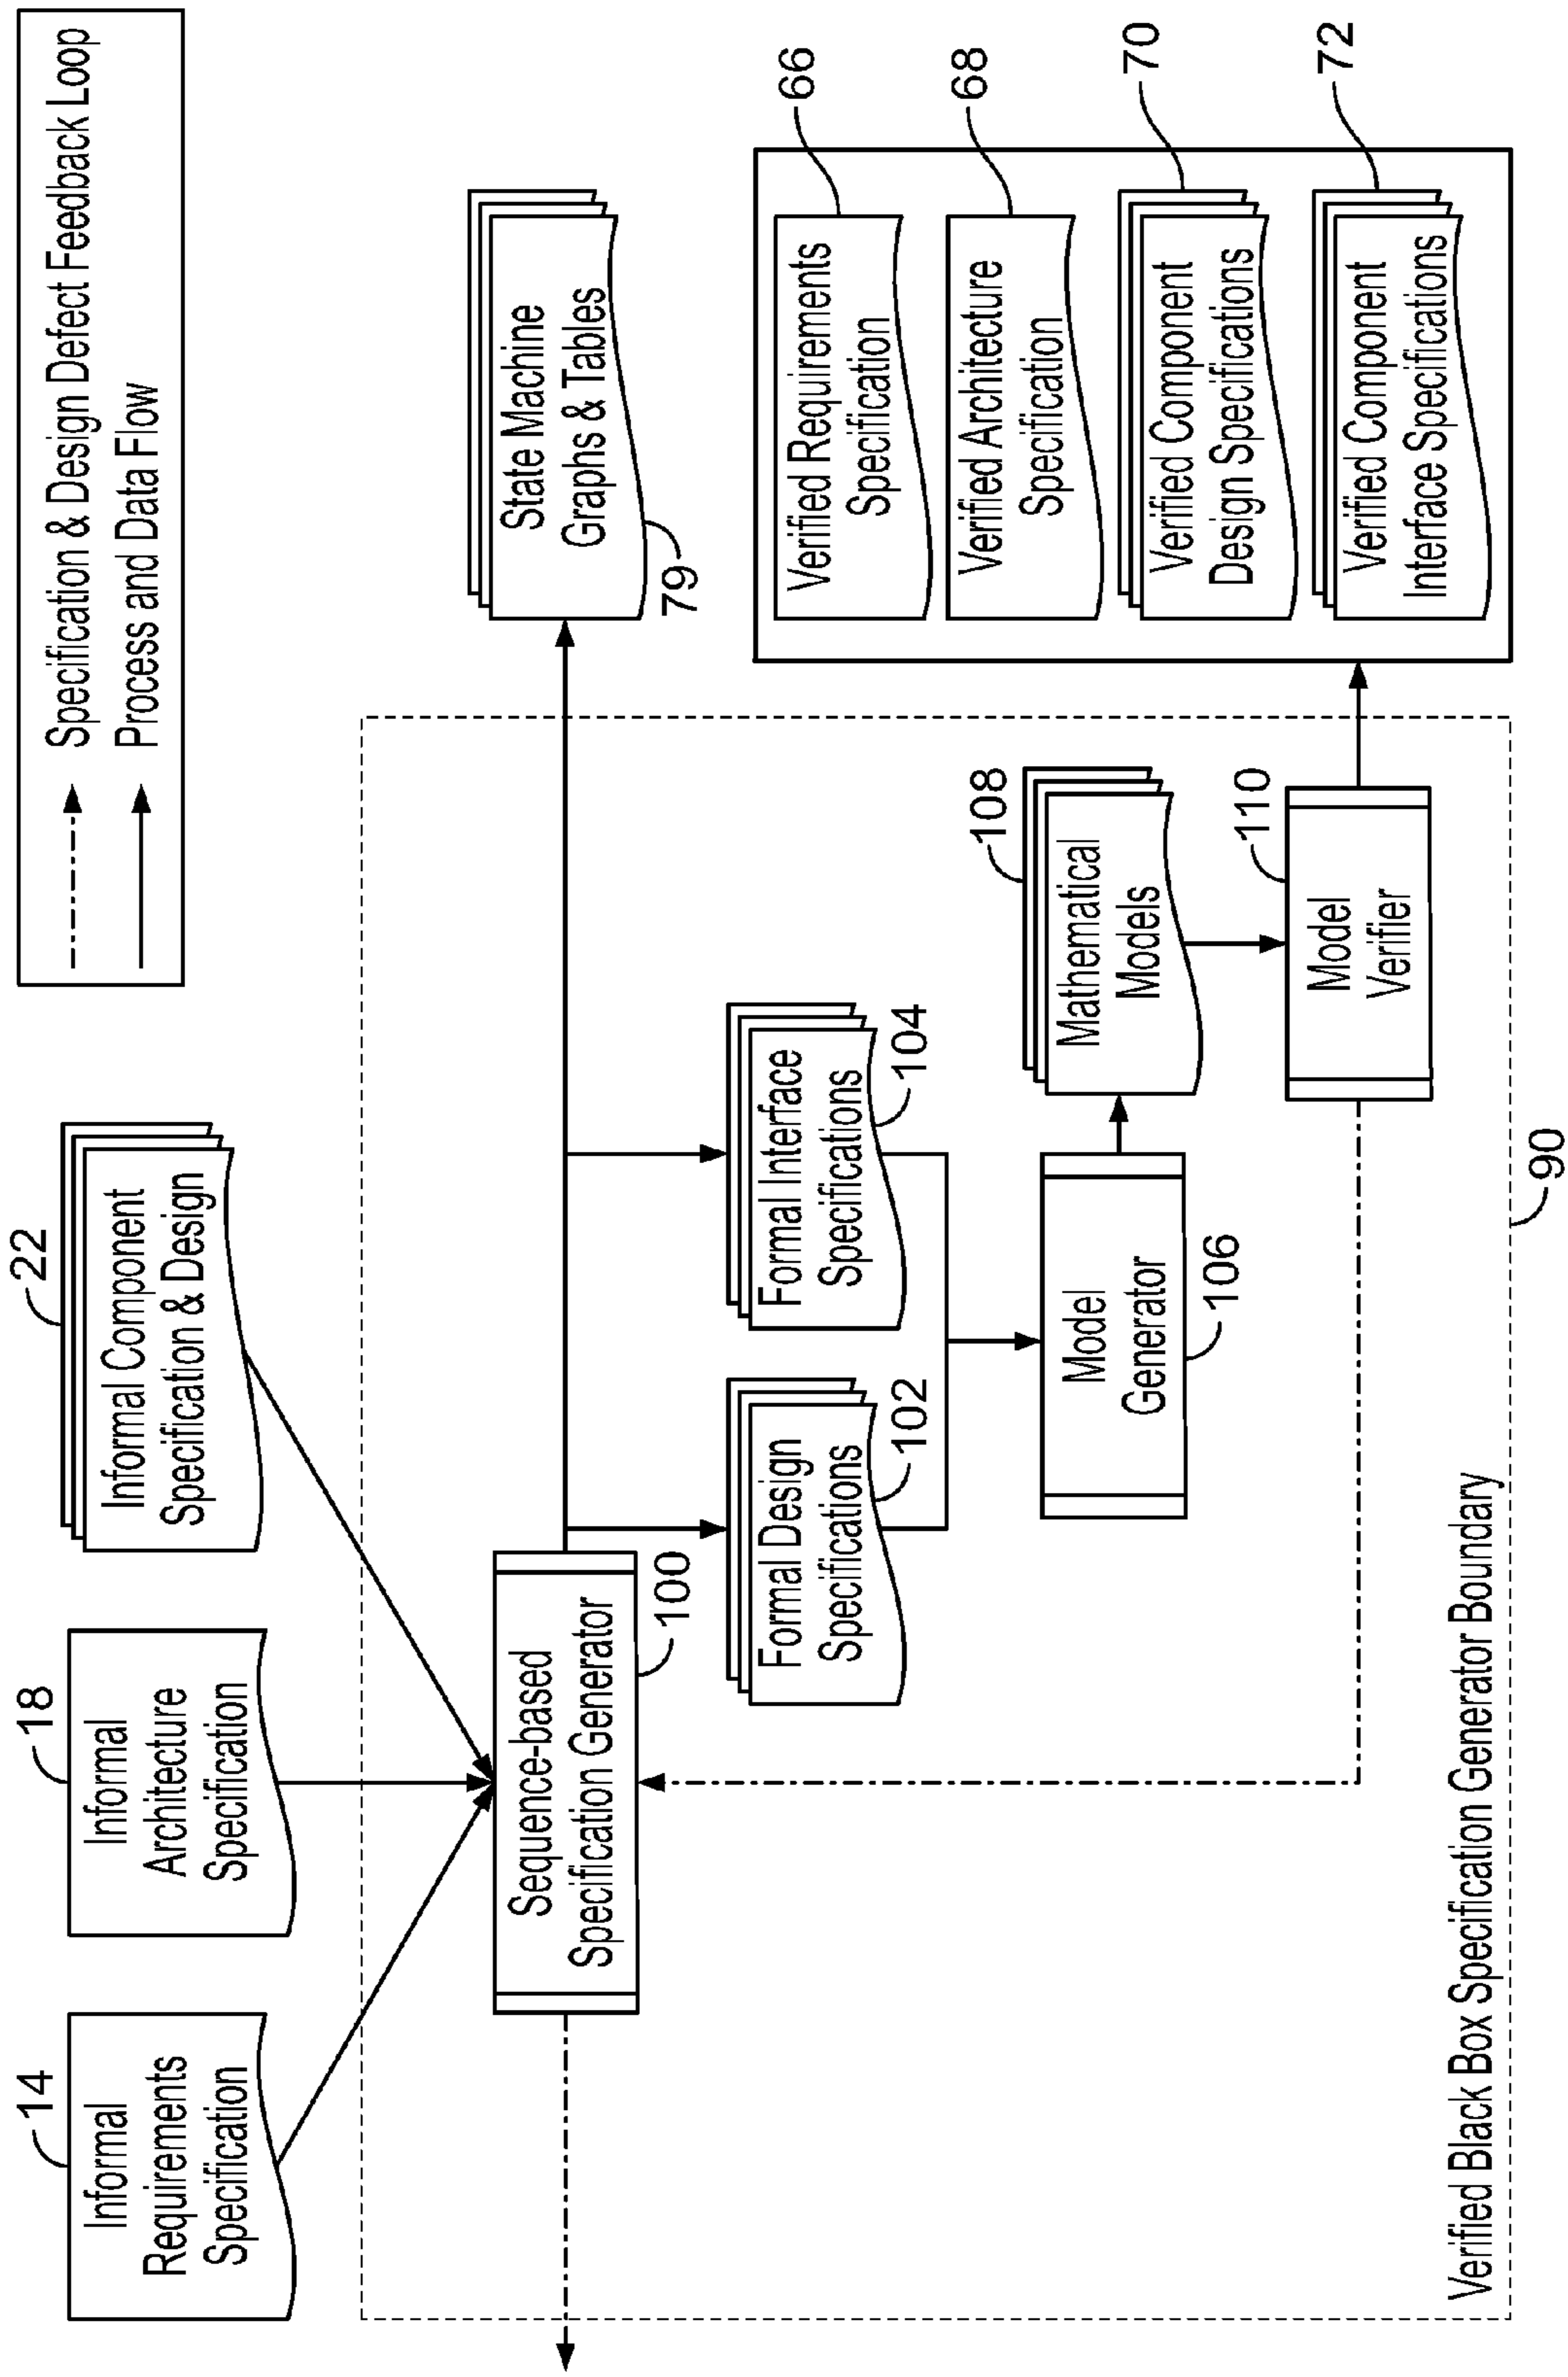 Specification & Design Defect Feedback Loop
Process and Data Flow
14
Informal
Requirements
Specification
18
Informal
Architecture
Specification
22
Informal Component
Specification & Design
Sequence-based
Specification Generator
100
State Machine
Graphs & Tables
79
Formal Design
Specifications
102
Formal Interface
Specifications
104
Model
Generator
106
Mathematical
Models
108
Model
Verifier
110
Verified Requirements
Specification
66
Verified Architecture
Specification
68
Verified Component
Design Specifications
70
Verified Component
Interface Specifications
72
Verified Black Box Specification Generator Boundary
90